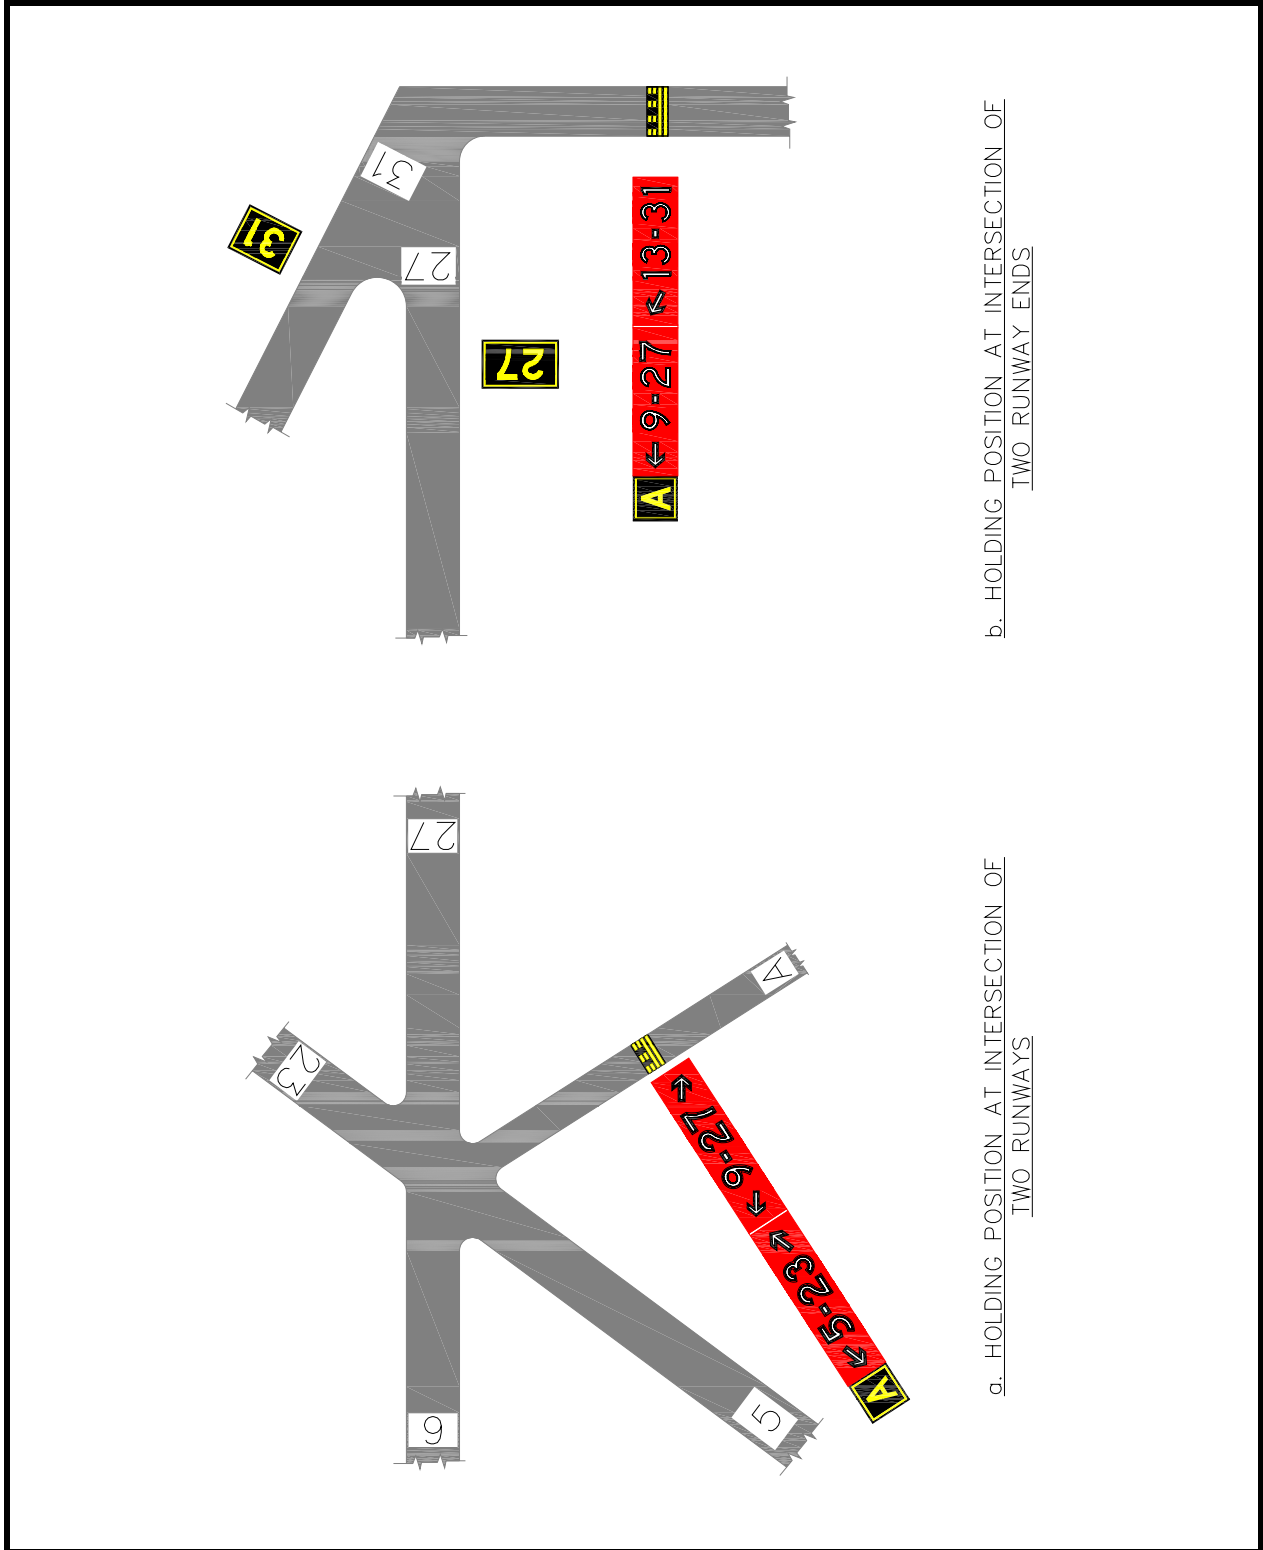 23
27
9
5
A
A 5-23 9-27
a. HOLDING POSITION AT INTERSECTION OF
TWO RUNWAYS
31
31
27
27
A 9-27 13-31
b. HOLDING POSITION AT INTERSECTION OF
TWO RUNWAY ENDS